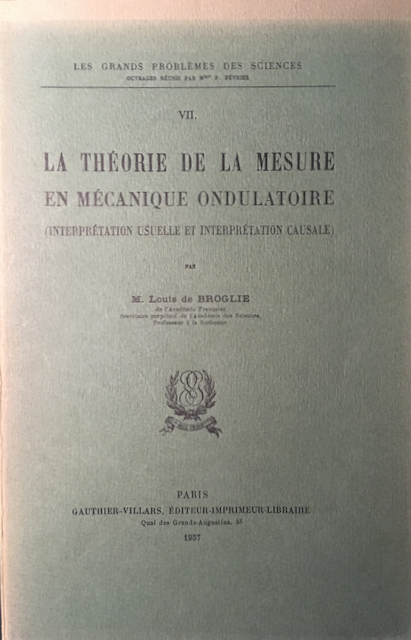 LES GRANDS PROBLÈMES DES SCIENCES
OUVRAGES RÉUNIS PAR Mme P. FÉVRIER
VII.
LA THÉORIE DE LA MESURE
EN MÉCANIQUE ONDULATOIRE
(INTERPRÉTATION USUELLE ET INTERPRÉTATION CAUSALE)
PAR
M. Louis de BROGLIE
de l'Académie Française
Secrétaire perpétuel de l'Académie des Sciences,
Professeur à la Sorbonne
PARIS
GAUTHIER-VILLARS, ÉDITEUR-IMPRIMEUR-LIBRAIRE
Quai des Grands-Augustins, 55
1957